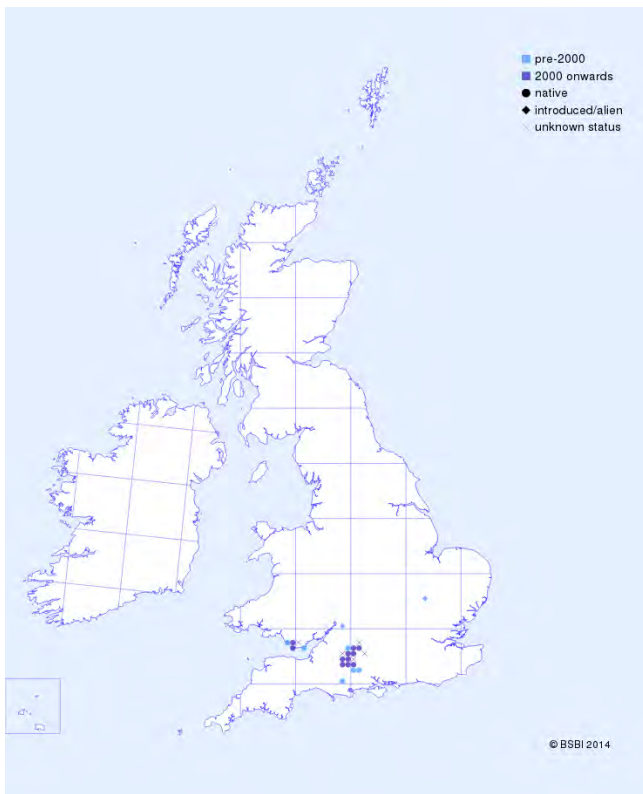 pre-2000
2000 onwards
native
introduced/alien
unknown status
© BSBI 2014